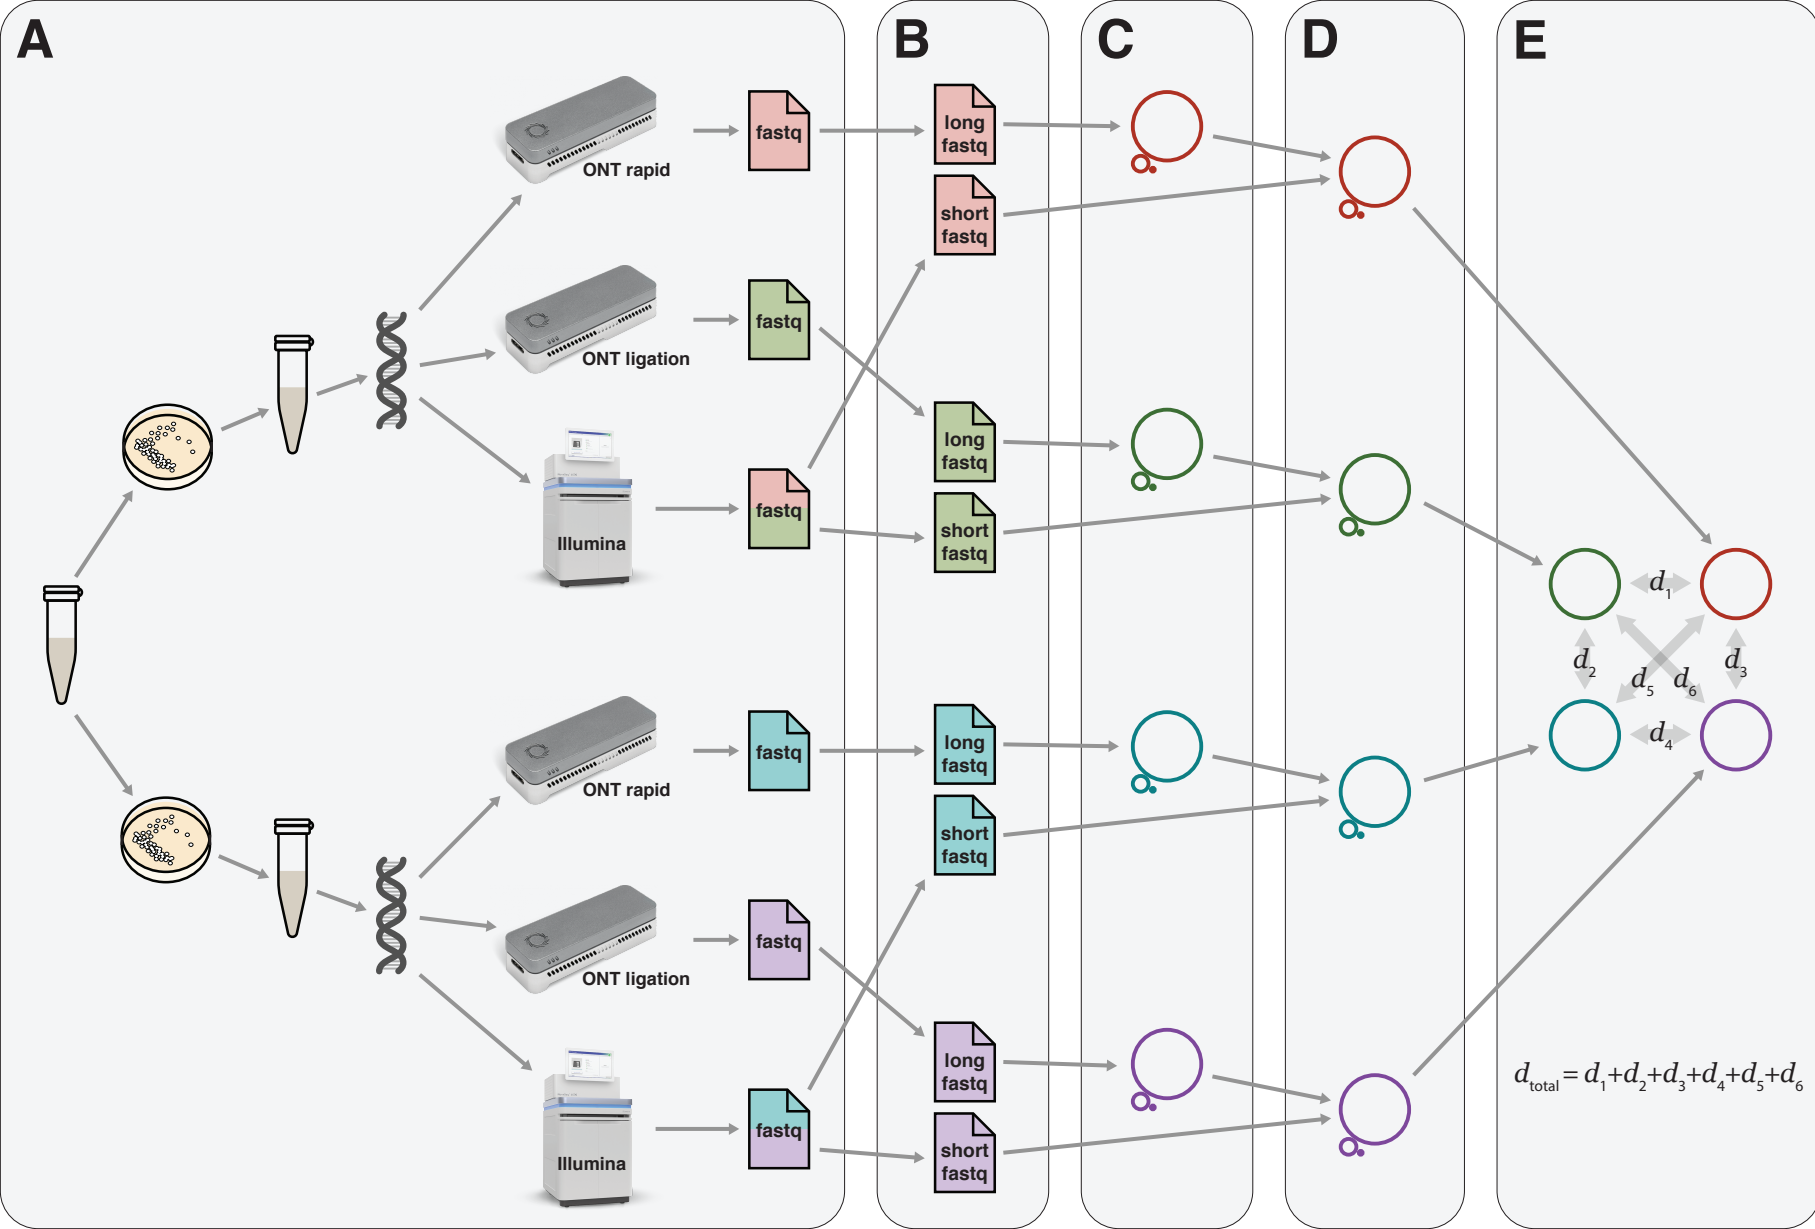 A
B
C
D
E
ONT rapid
fastq
long
fastq
short
fastq
ONT ligation
fastq
long
fastq
short
fastq
Illumina
fastq
d1
d2
d3
d5
d6
d4
ONT rapid
fastq
long
fastq
short
fastq
ONT ligation
fastq
long
fastq
short
fastq
Illumina
fastq
dtotal = d1+d2+d3+d4+d5+d6